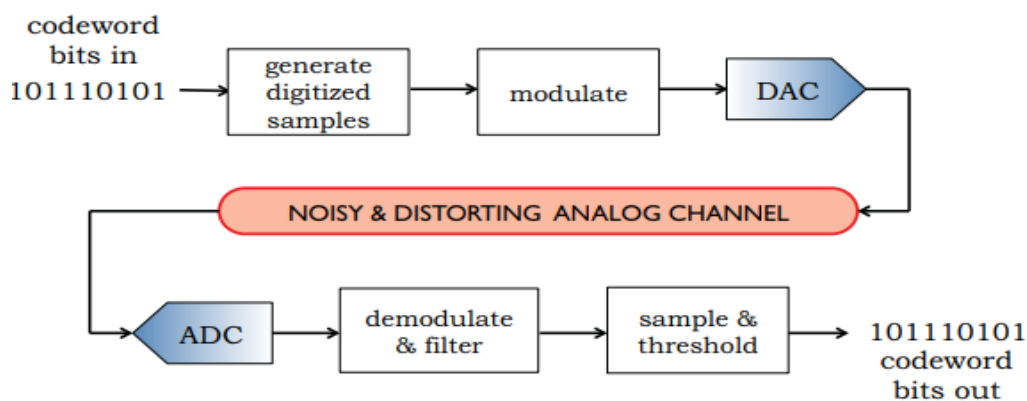 codeword
bits in
101110101
generate
digitized
samples
modulate
DAC
NOISY & DISTORTING ANALOG CHANNEL
ADC
demodulate
& filter
sample &
threshold
101110101
codeword
bits out